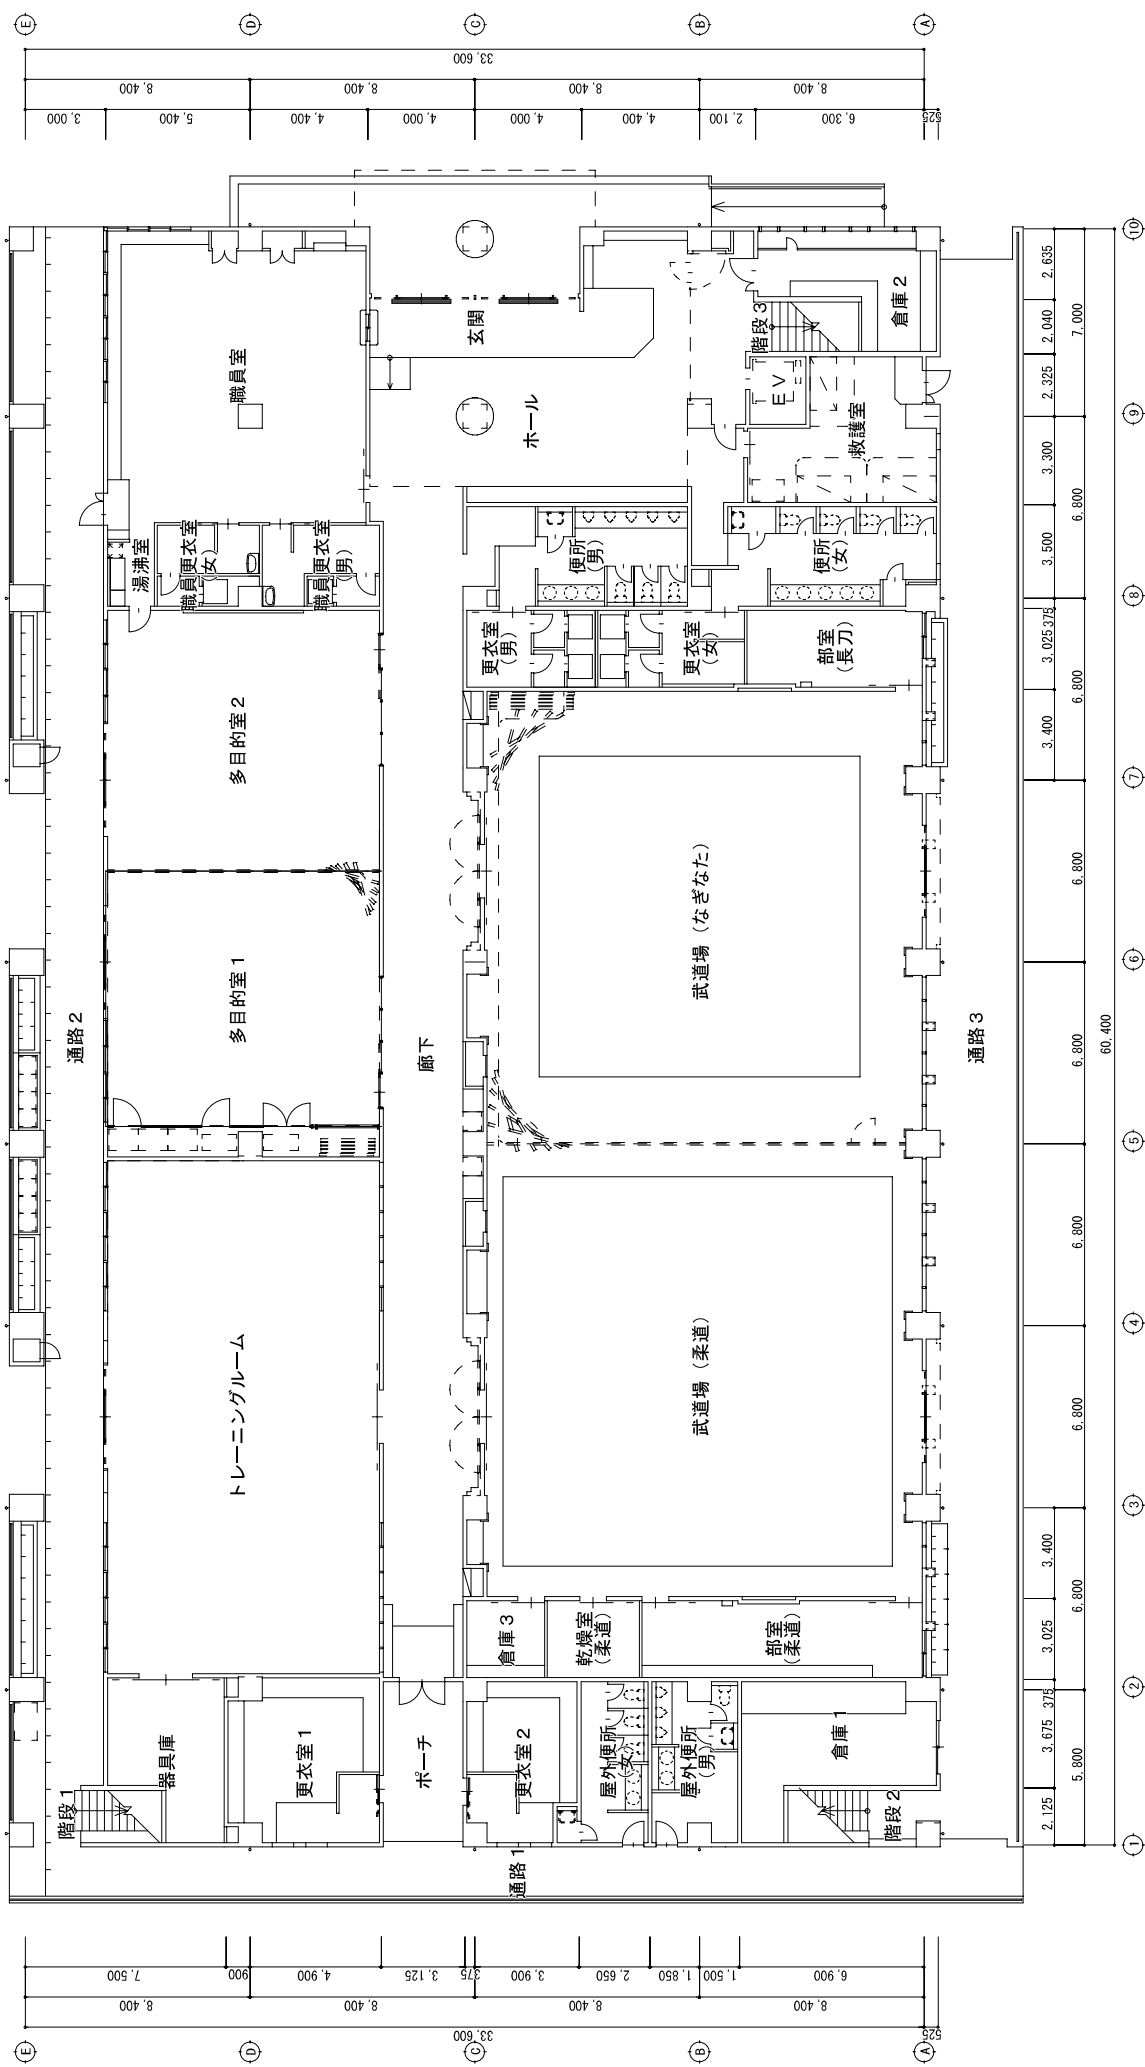 E
D
C
B
A
33,600
8,400
8,400
8,400
8,400
3,000
5,400
4,400
4,000
4,000
4,400
2,100
6,300
525
10
9
8
7
6
5
4
3
2
1
2,635
2,040
2,325
3,300
3,500
375
3,025
3,400
3,400
3,025
375
3,675
2,125
7,000
6,800
6,800
6,800
6,800
6,800
6,800
6,800
5,800
60,400
職員室
玄関
ホール
階段3
倉庫2
EV
救護室
湯沸室
職員更衣室
(女)
職員更衣室
(男)
便所
(男)
便所
(女)
更衣室
(男)
更衣室
(女)
部室
(長刀)
多目的室2
多目的室1
通路2
廊下
武道場(なぎなた)
通路3
トレーニングルーム
武道場(柔道)
倉庫3
乾燥室
(柔道)
部室
(柔道)
器具庫
更衣室1
ポーチ
更衣室2
屋外便所
(女)
屋外便所
(男)
倉庫1
階段1
階段2
通路1
7,500
900
4,900
3,125
375
3,900
2,650
1,850
1,500
6,900
8,400
8,400
8,400
8,400
33,600
525
E
D
C
B
A